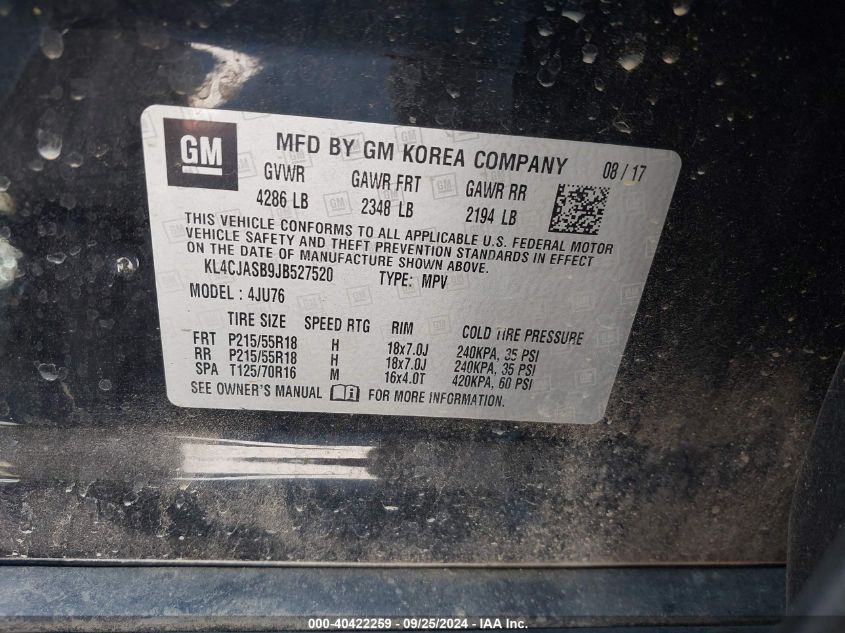 GM
MFD BY GM KOREA COMPANY 08 / 17
GVWR GAWR FRT GAWR RR
4286 LB 2348 LB 2194 LB
THIS VEHICLE CONFORMS TO ALL APPLICABLE U.S. FEDERAL MOTOR
VEHICLE SAFETY AND THEFT PREVENTION STANDARDS IN EFFECT
ON THE DATE OF MANUFACTURE SHOWN ABOVE.
KL4CJASB9JB527520 TYPE: MPV
MODEL : 4JU76
TIRE SIZE SPEED RTG RIM COLD TIRE PRESSURE
FRT P215/55R18 H 18x7.0J 240KPA, 35 PSI
RR P215/55R18 H 18x7.0J 240KPA, 35 PSI
SPA T125/70R16 M 16x4.0T 420KPA, 60 PSI
SEE OWNER'S MANUAL FOR MORE INFORMATION.
000-40422259 - 09/25/2024 - IAA Inc.